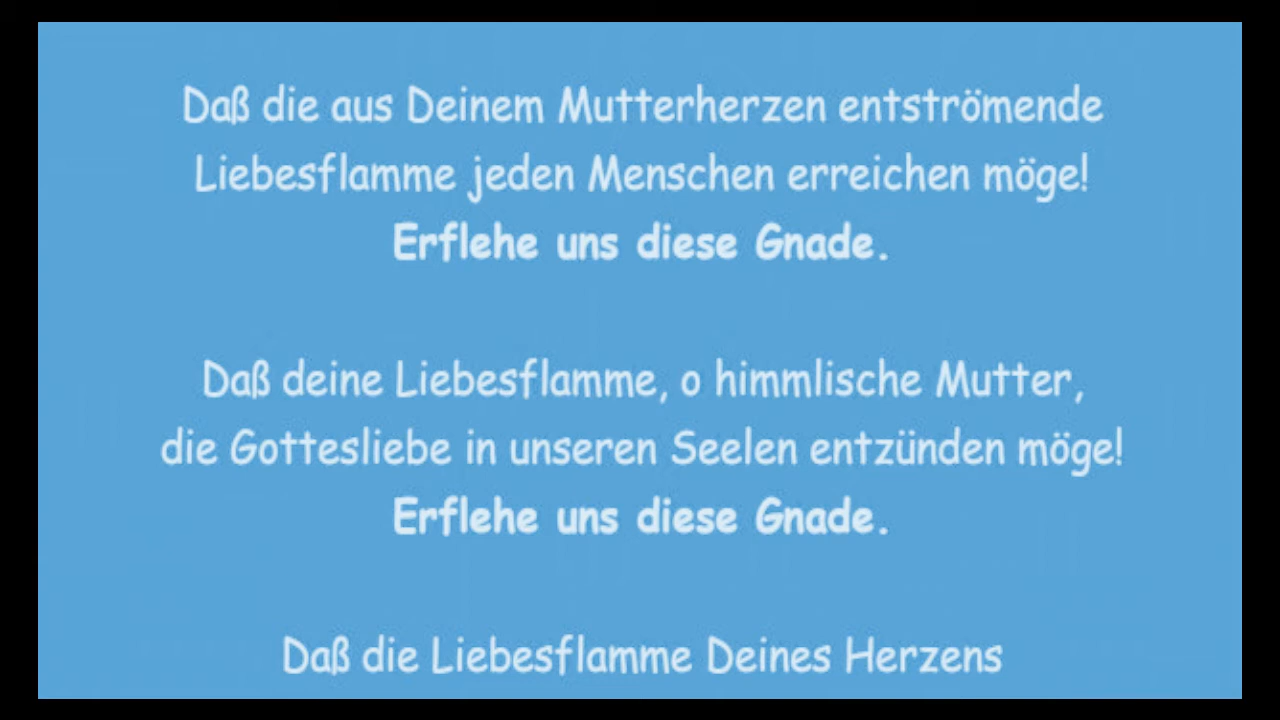 Daß die aus Deinem Mutterherzen entströmende
Liebesflamme jeden Menschen erreichen möge!
Erflehe uns diese Gnade.
Daß deine Liebesflamme, o himmlische Mutter,
die Gottesliebe in unseren Seelen entzünden möge!
Erflehe uns diese Gnade.
Daß die Liebesflamme Deines Herzens